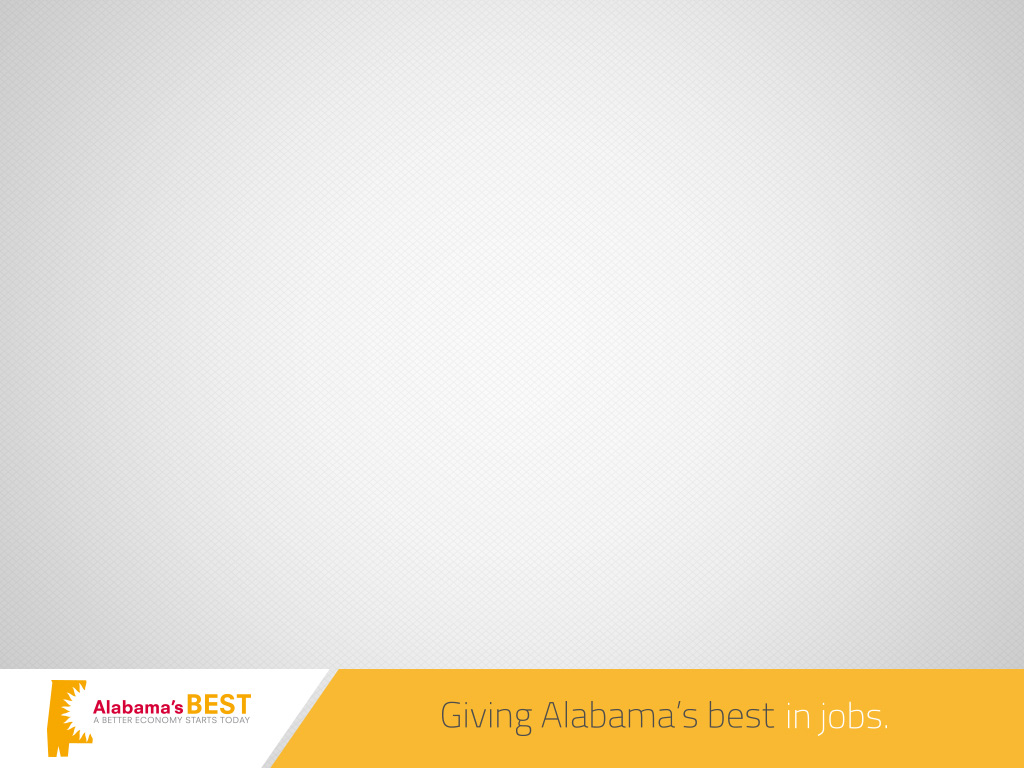 Alabama's BEST
A BETTER ECONOMY STARTS TODAY
Giving Alabama's best in jobs.